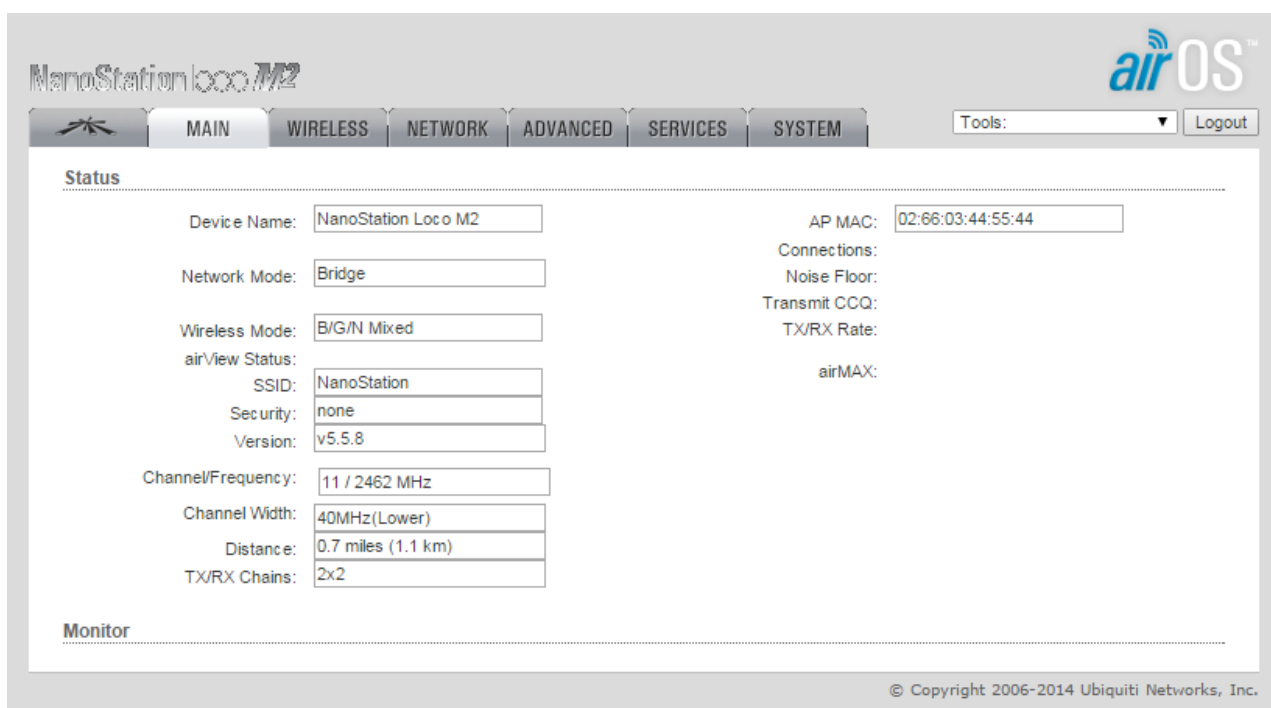 NanoStation loco M2
airOS™
MAIN WIRELESS NETWORK ADVANCED SERVICES SYSTEM Tools: Logout
Status
Device Name: NanoStation Loco M2
Network Mode: Bridge
Wireless Mode: B/G/N Mixed
airView Status:
SSID: NanoStation
Security: none
Version: v5.5.8
Channel/Frequency: 11 / 2462 MHz
Channel Width: 40MHz(Lower)
Distance: 0.7 miles (1.1 km)
TX/RX Chains: 2x2
AP MAC: 02:66:03:44:55:44
Connections:
Noise Floor:
Transmit CCQ:
TX/RX Rate:
airMAX:
Monitor
© Copyright 2006-2014 Ubiquiti Networks, Inc.